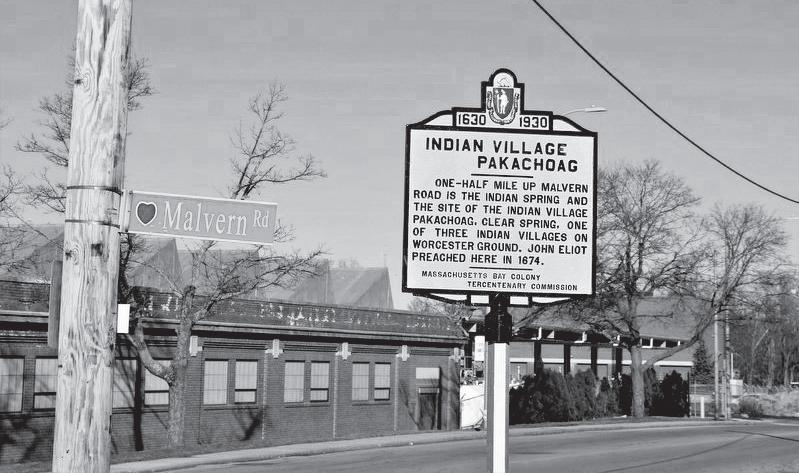 Malvern Rd
1630 1930
INDIAN VILLAGE
PAKACHOAG
ONE-HALF MILE UP MALVERN
ROAD IS THE INDIAN SPRING AND
THE SITE OF THE INDIAN VILLAGE
PAKACHOAG, CLEAR SPRING, ONE
OF THREE INDIAN VILLAGES ON
WORCESTER GROUND. JOHN ELIOT
PREACHED HERE IN 1674.
MASSACHUSETTS BAY COLONY
TERCENTENARY COMMISSION